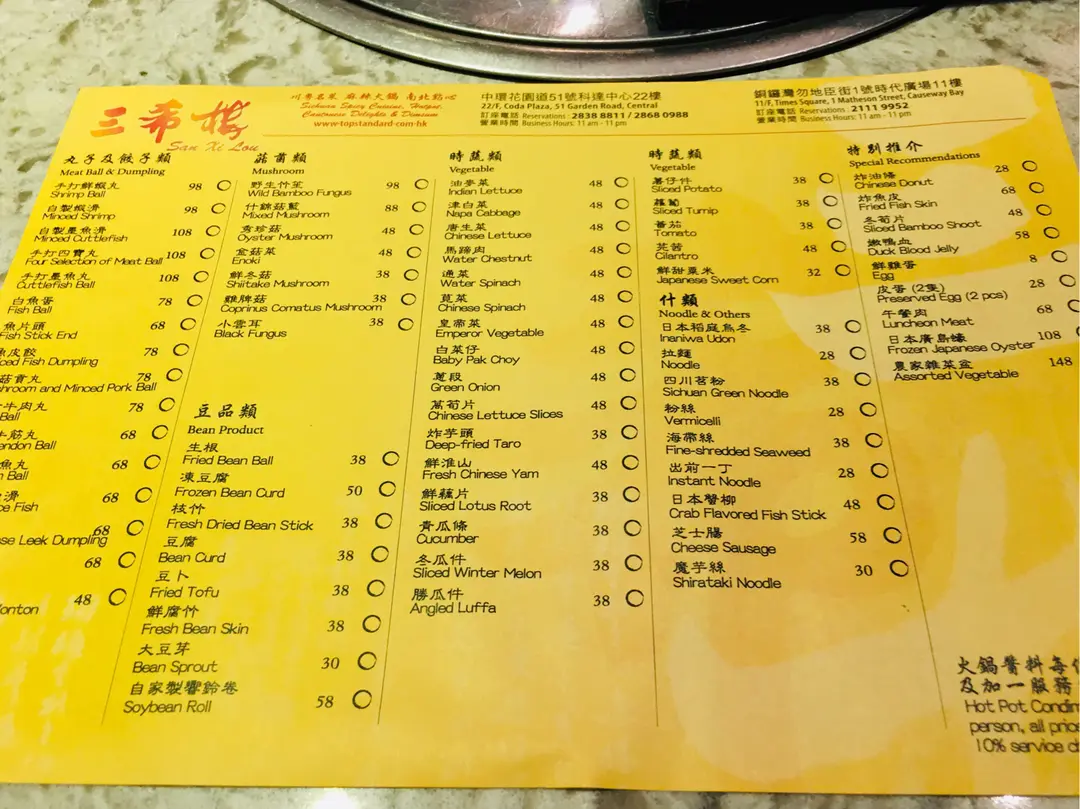 三希樓
San Xi Lou
川粵名菜 麻辣火鍋 南北點心
Sichuan Spicy Cuisine, Hotpot,
Cantonese Delights & Dimsum
www.topstandard.com.hk
中環花園道51號科達中心22樓
22/F, Coda Plaza, 51 Garden Road, Central
訂座電話 Reservations : 2838 8811 / 2868 0988
營業時間 Business Hours: 11 am - 11 pm
銅鑼灣勿地臣街1號時代廣場11樓
11/F, Times Square, 1 Matheson Street, Causeway Bay
訂座電話 Reservations : 2111 9952
營業時間 Business Hours: 11 am - 11 pm
丸子及餃子類
Meat Ball & Dumpling
手打鮮蝦丸 98
Shrimp Ball
自製蝦滑 98
Minced Shrimp
自製墨魚滑 108
Minced Cuttlefish
手打四寶丸 108
Four Selection of Meat Ball
手打墨魚丸 108
Cuttlefish Ball
白魚蛋 78
Fish Ball
魚片頭 68
Fish Stick End
魚皮餃 78
Fish Dumpling
菇貢丸 78
and Minced Pork Ball
牛肉丸 78
Ball
牛筋丸 68
Ball
魚丸 68
Ball
滑 68
Fish
68
Leek Dumpling
68
48
菇菌類
Mushroom
野生竹笙 98
Wild Bamboo Fungus
什錦菇籃 88
Mixed Mushroom
秀珍菇 48
Oyster Mushroom
金菇菜 48
Enoki
鮮冬菇 38
Shiitake Mushroom
雞髀菇 38
Coprinus Comatus Mushroom
小雲耳 38
Black Fungus
豆品類
Bean Product
生根 38
Fried Bean Ball
凍豆腐 50
Frozen Bean Curd
枝竹 38
Fresh Dried Bean Stick
豆腐 38
Bean Curd
豆卜 38
Fried Tofu
鮮腐竹 38
Fresh Bean Skin
大豆芽 30
Bean Sprout
自家製響鈴卷 58
Soybean Roll
時蔬類
Vegetable
油麥菜 48
Indian Lettuce
津白菜 48
Napa Cabbage
唐生菜 48
Chinese Lettuce
馬蹄肉 48
Water Chestnut
通菜 48
Water Spinach
莧菜 48
Chinese Spinach
皇帝菜 48
Emperor Vegetable
白菜仔 48
Baby Pak Choy
蔥段 48
Green Onion
萵筍片 48
Chinese Lettuce Slices
炸芋頭 38
Deep-fried Taro
鮮淮山 48
Fresh Chinese Yam
鮮蓮片 38
Sliced Lotus Root
青瓜條 38
Cucumber
冬瓜件 38
Sliced Winter Melon
勝瓜件 38
Angled Luffa
時蔬類
Vegetable
薯仔件 38
Sliced Potato
蘿蔔 38
Sliced Turnip
番茄 38
Tomato
芫茜 48
Cilantro
鮮甜粟米 32
Japanese Sweet Corn
什類
Noodle & Others
日本稻庭烏冬 38
Inaniwa Udon
拉麵 28
Noodle
四川苕粉 38
Sichuan Green Noodle
粉絲 28
Vermicelli
海帶絲 38
Fine-shredded Seaweed
出前一丁 28
Instant Noodle
日本蟹柳 48
Crab Flavored Fish Stick
芝士腸 58
Cheese Sausage
魔芋絲 30
Shirataki Noodle
特別推介
Special Recommendations
炸油條 28
Chinese Donut
炸魚皮 68
Fried Fish Skin
冬筍片 48
Sliced Bamboo Shoot
嫩鴨血 58
Duck Blood Jelly
鮮雞蛋 8
Egg
皮蛋 (2隻) 28
Preserved Egg (2 pcs)
午餐肉 68
Luncheon Meat
日本廣島蠔 108
Frozen Japanese Oyster
農家雜菜盆 148
Assorted Vegetable
火鍋醬料每
及加一服務
Hot Pot
person, all
10% service